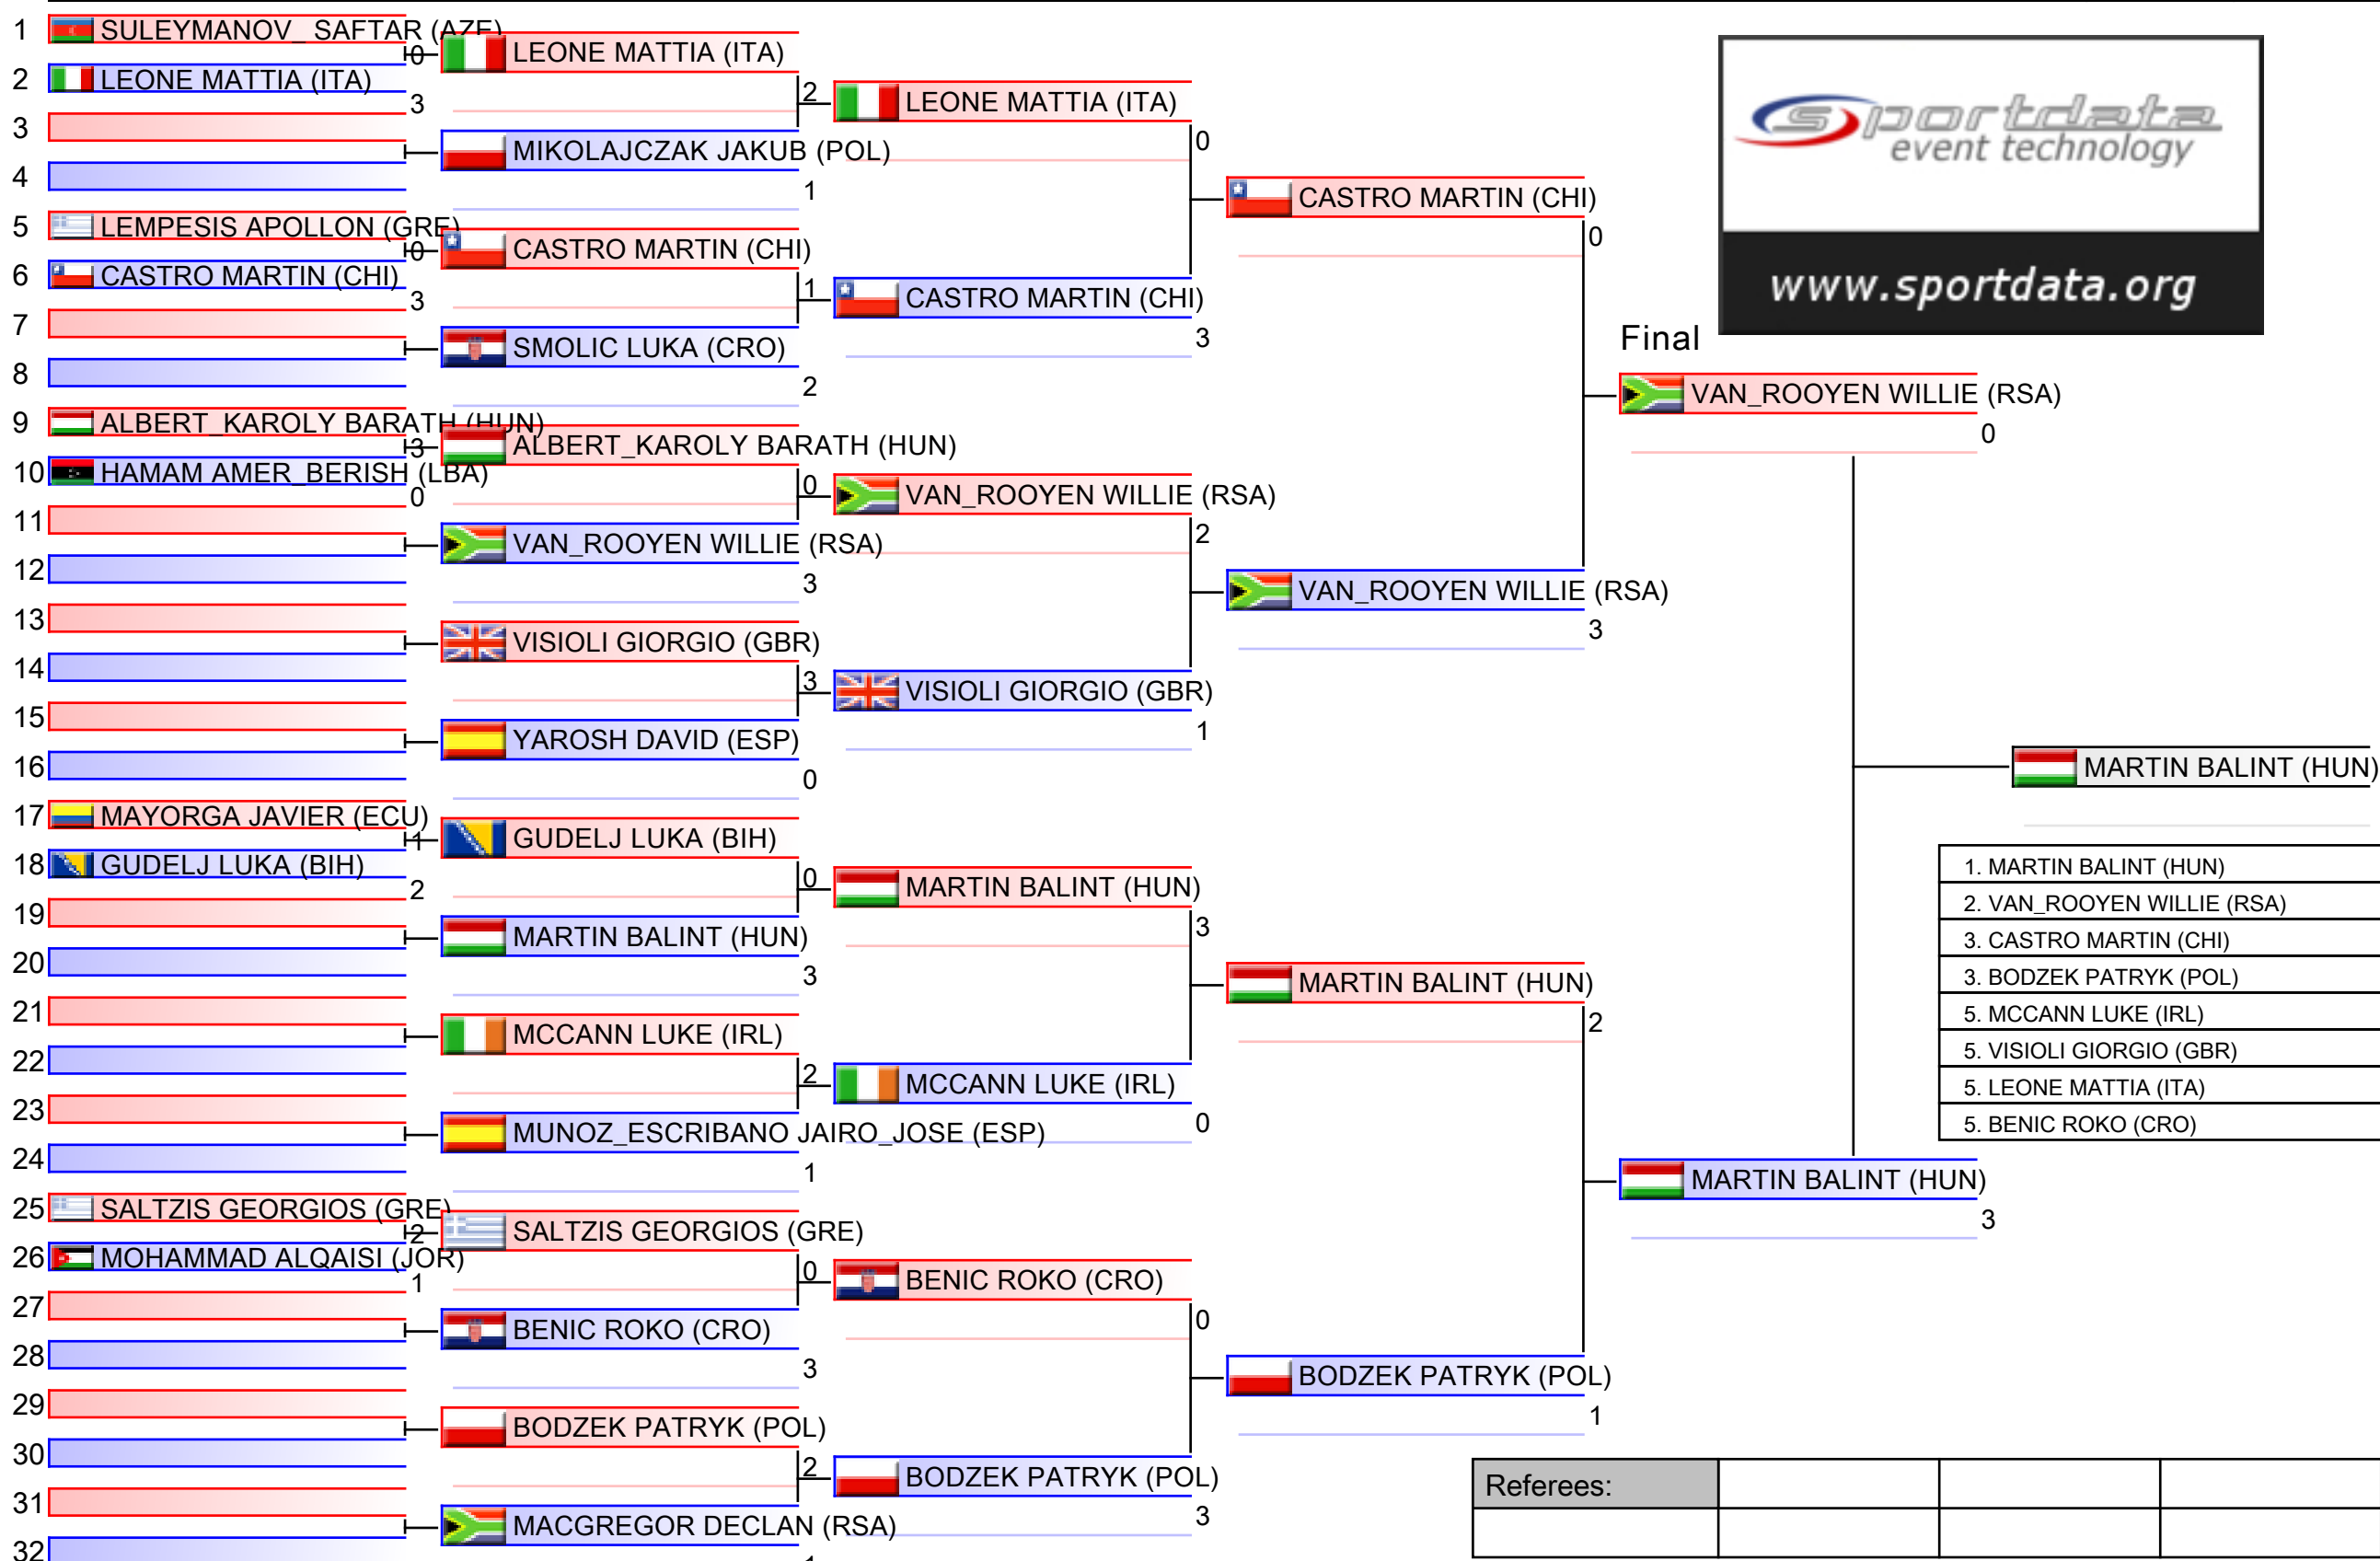 1 SULEYMANOV_ SAFTAR (AZE)
0
2 LEONE MATTIA (ITA)
3
3
4
5 LEMPESIS APOLLON (GRE)
0
6 CASTRO MARTIN (CHI)
3
7
8
9 ALBERT_KAROLY BARATH (HUN)
3
10 HAMAM AMER_BERISH (LBA)
0
11
12
13
14
15
16
17 MAYORGA JAVIER (ECU)
1
18 GUDELJ LUKA (BIH)
2
19
20
21
22
23
24
25 SALTZIS GEORGIOS (GRE)
2
26 MOHAMMAD ALQAISI (JOR)
1
27
28
29
30
31
32
LEONE MATTIA (ITA)
2
MIKOLAJCZAK JAKUB (POL)
1
CASTRO MARTIN (CHI)
1
SMOLIC LUKA (CRO)
2
ALBERT_KAROLY BARATH (HUN)
0
VAN_ROOYEN WILLIE (RSA)
3
VISIOLI GIORGIO (GBR)
3
YAROSH DAVID (ESP)
0
GUDELJ LUKA (BIH)
0
MARTIN BALINT (HUN)
3
MCCANN LUKE (IRL)
2
MUNOZ_ESCRIBANO JAIRO_JOSE (ESP)
1
SALTZIS GEORGIOS (GRE)
0
BENIC ROKO (CRO)
3
BODZEK PATRYK (POL)
2
MACGREGOR DECLAN (RSA)
LEONE MATTIA (ITA)
0
CASTRO MARTIN (CHI)
3
VAN_ROOYEN WILLIE (RSA)
2
VISIOLI GIORGIO (GBR)
1
MARTIN BALINT (HUN)
3
MCCANN LUKE (IRL)
0
BENIC ROKO (CRO)
0
BODZEK PATRYK (POL)
3
CASTRO MARTIN (CHI)
0
VAN_ROOYEN WILLIE (RSA)
3
MARTIN BALINT (HUN)
2
BODZEK PATRYK (POL)
1
sportdata
event technology
www.sportdata.org
Final
VAN_ROOYEN WILLIE (RSA)
0
MARTIN BALINT (HUN)
3
MARTIN BALINT (HUN)
1. MARTIN BALINT (HUN)
2. VAN_ROOYEN WILLIE (RSA)
3. CASTRO MARTIN (CHI)
3. BODZEK PATRYK (POL)
5. MCCANN LUKE (IRL)
5. VISIOLI GIORGIO (GBR)
5. LEONE MATTIA (ITA)
5. BENIC ROKO (CRO)
Referees: